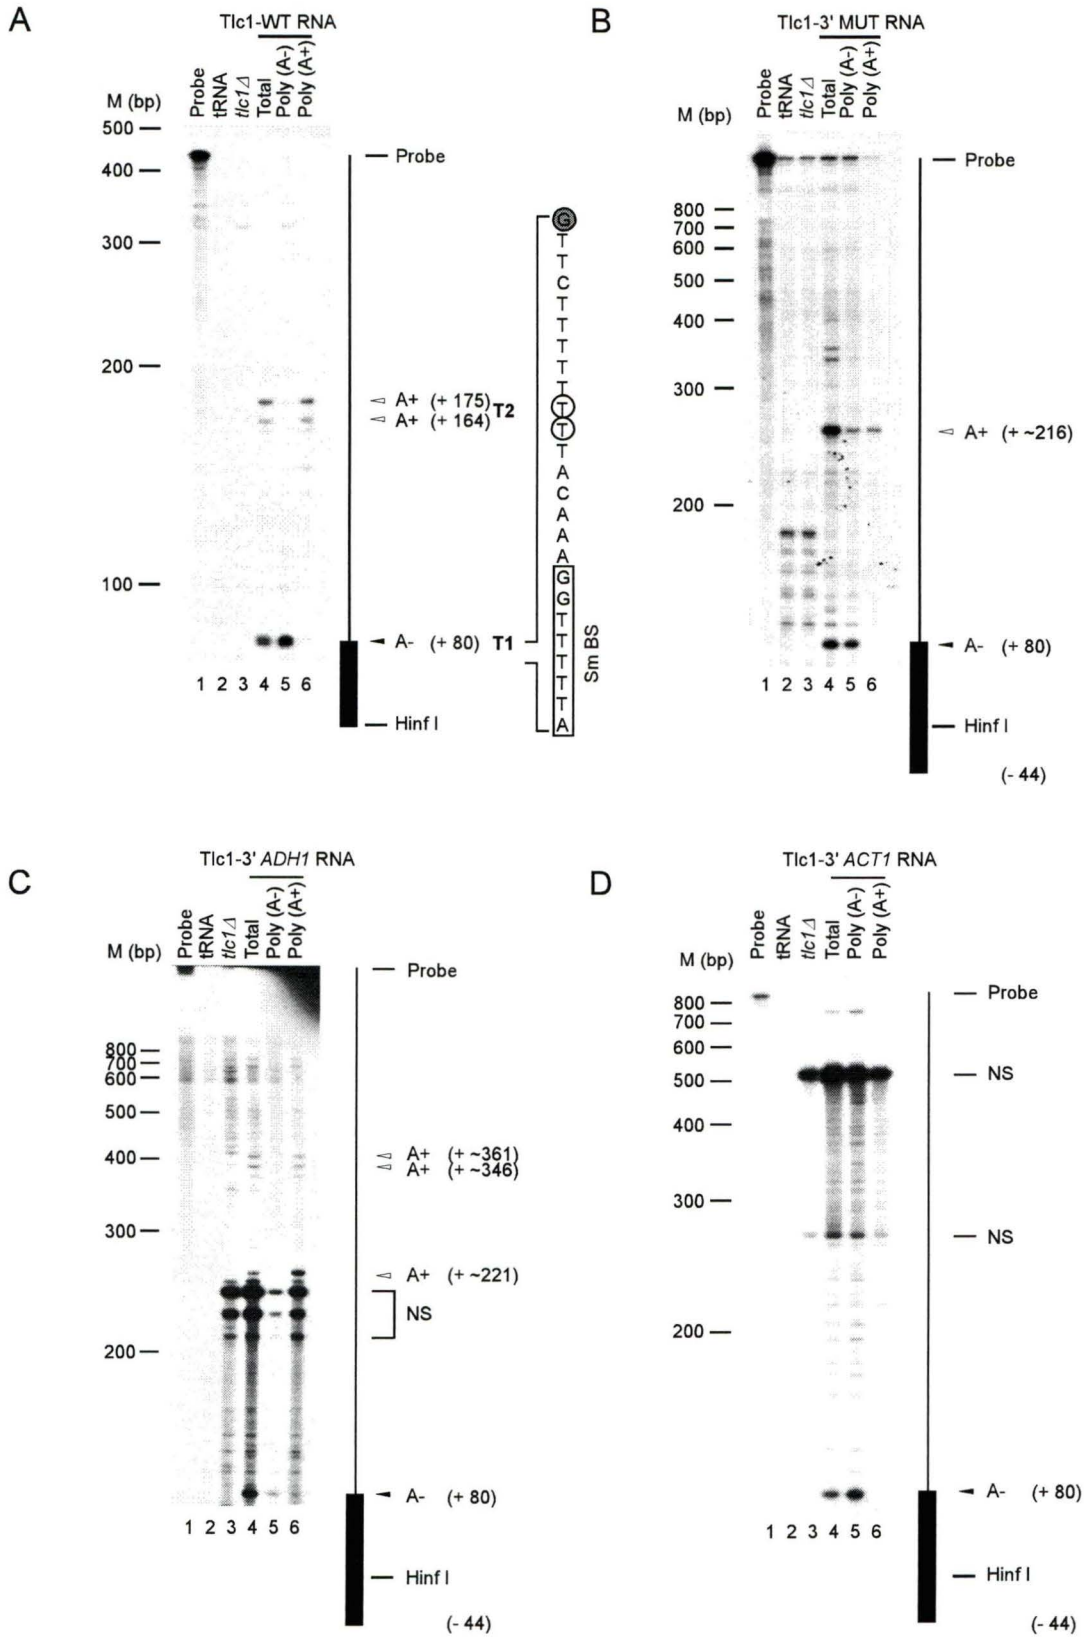 A
Tlc1-WT RNA
M (bp)
Probe
tRNA
tlc1Δ
Total
Poly (A-)
Poly (A+)
500
400
300
200
100
Probe
A+ (+ 175)
T2
A+ (+ 164)
A- (+ 80) T1
Hinf I
1 2 3 4 5 6
G
T
T
C
T
T
T
T
T
T
T
A
C
A
A
A
G
G
T
T
T
T
T
A
Sm BS
B
Tlc1-3' MUT RNA
M (bp)
Probe
tRNA
tlc1Δ
Total
Poly (A-)
Poly (A+)
800
700
600
500
400
300
200
Probe
A+ (+ ~216)
A- (+ 80)
Hinf I
(- 44)
1 2 3 4 5 6
C
Tlc1-3' ADH1 RNA
M (bp)
Probe
tRNA
tlc1Δ
Total
Poly (A-)
Poly (A+)
800
700
600
500
400
300
200
Probe
A+ (+ ~361)
A+ (+ ~346)
A+ (+ ~221)
NS
A- (+ 80)
Hinf I
(- 44)
1 2 3 4 5 6
D
Tlc1-3' ACT1 RNA
M (bp)
Probe
tRNA
tlc1Δ
Total
Poly (A-)
Poly (A+)
800
700
600
500
400
300
200
Probe
NS
NS
A- (+ 80)
Hinf I
(- 44)
1 2 3 4 5 6